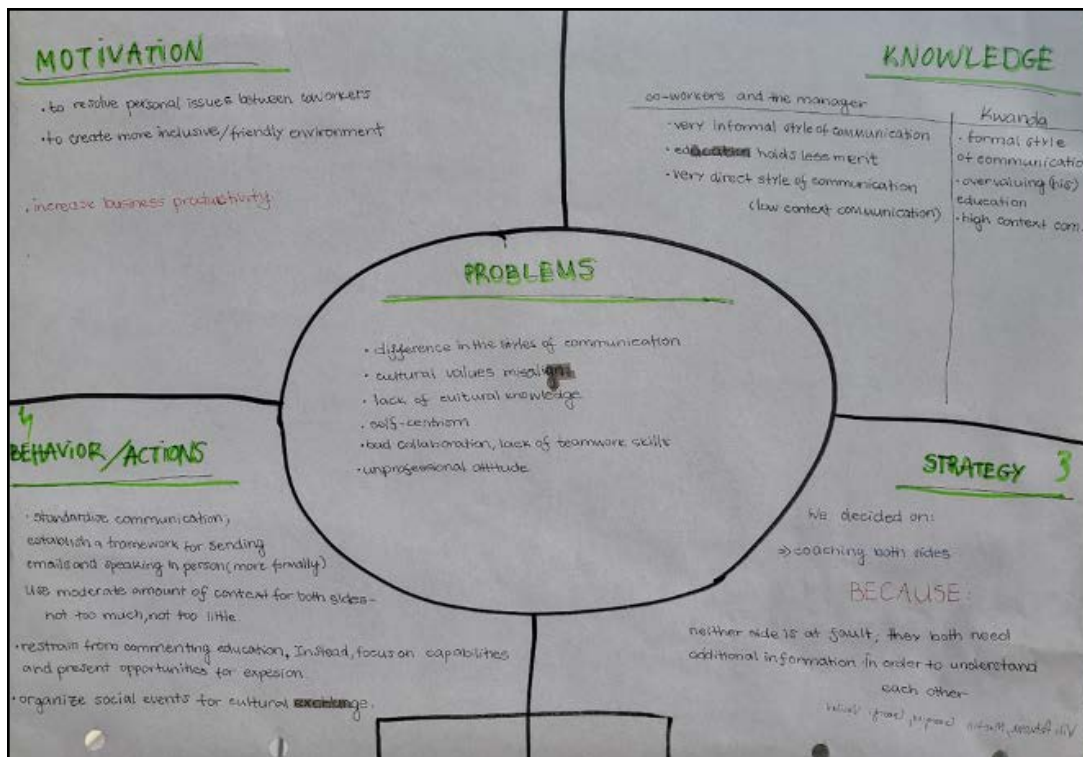 MOTIVATION
• to resolve personal issues between coworkers
• to create more inclusive/friendly environment
• increase business productivity
KNOWLEDGE
co-workers and the manager
• very informal style of communication
• education holds less merit
• very direct style of communication
(low context communication)
Kwanda
• formal style
of communicatio
• overvaluing (his)
education
• high context com.
PROBLEMS
• difference in the styles of communication
• cultural values misalign
• lack of cultural knowledge
• self-centrism
• bad collaboration, lack of teamwork skills
• unprofessional attitude
4
BEHAVIOR/ACTIONS
• standardize communication,
establish a framework for sending
emails and speaking in person (more formally)
Use moderate amount of context for both sides-
not too much, not too little.
• restrain from commenting education, Instead, focus on capabilities
and present opportunities for expesion.
• organize social events for cultural exchange.
STRATEGY 3
We decided on:
⇒ coaching both sides
BECAUSE:
neither side is at fault, they both need
additional information in order to understand
each other